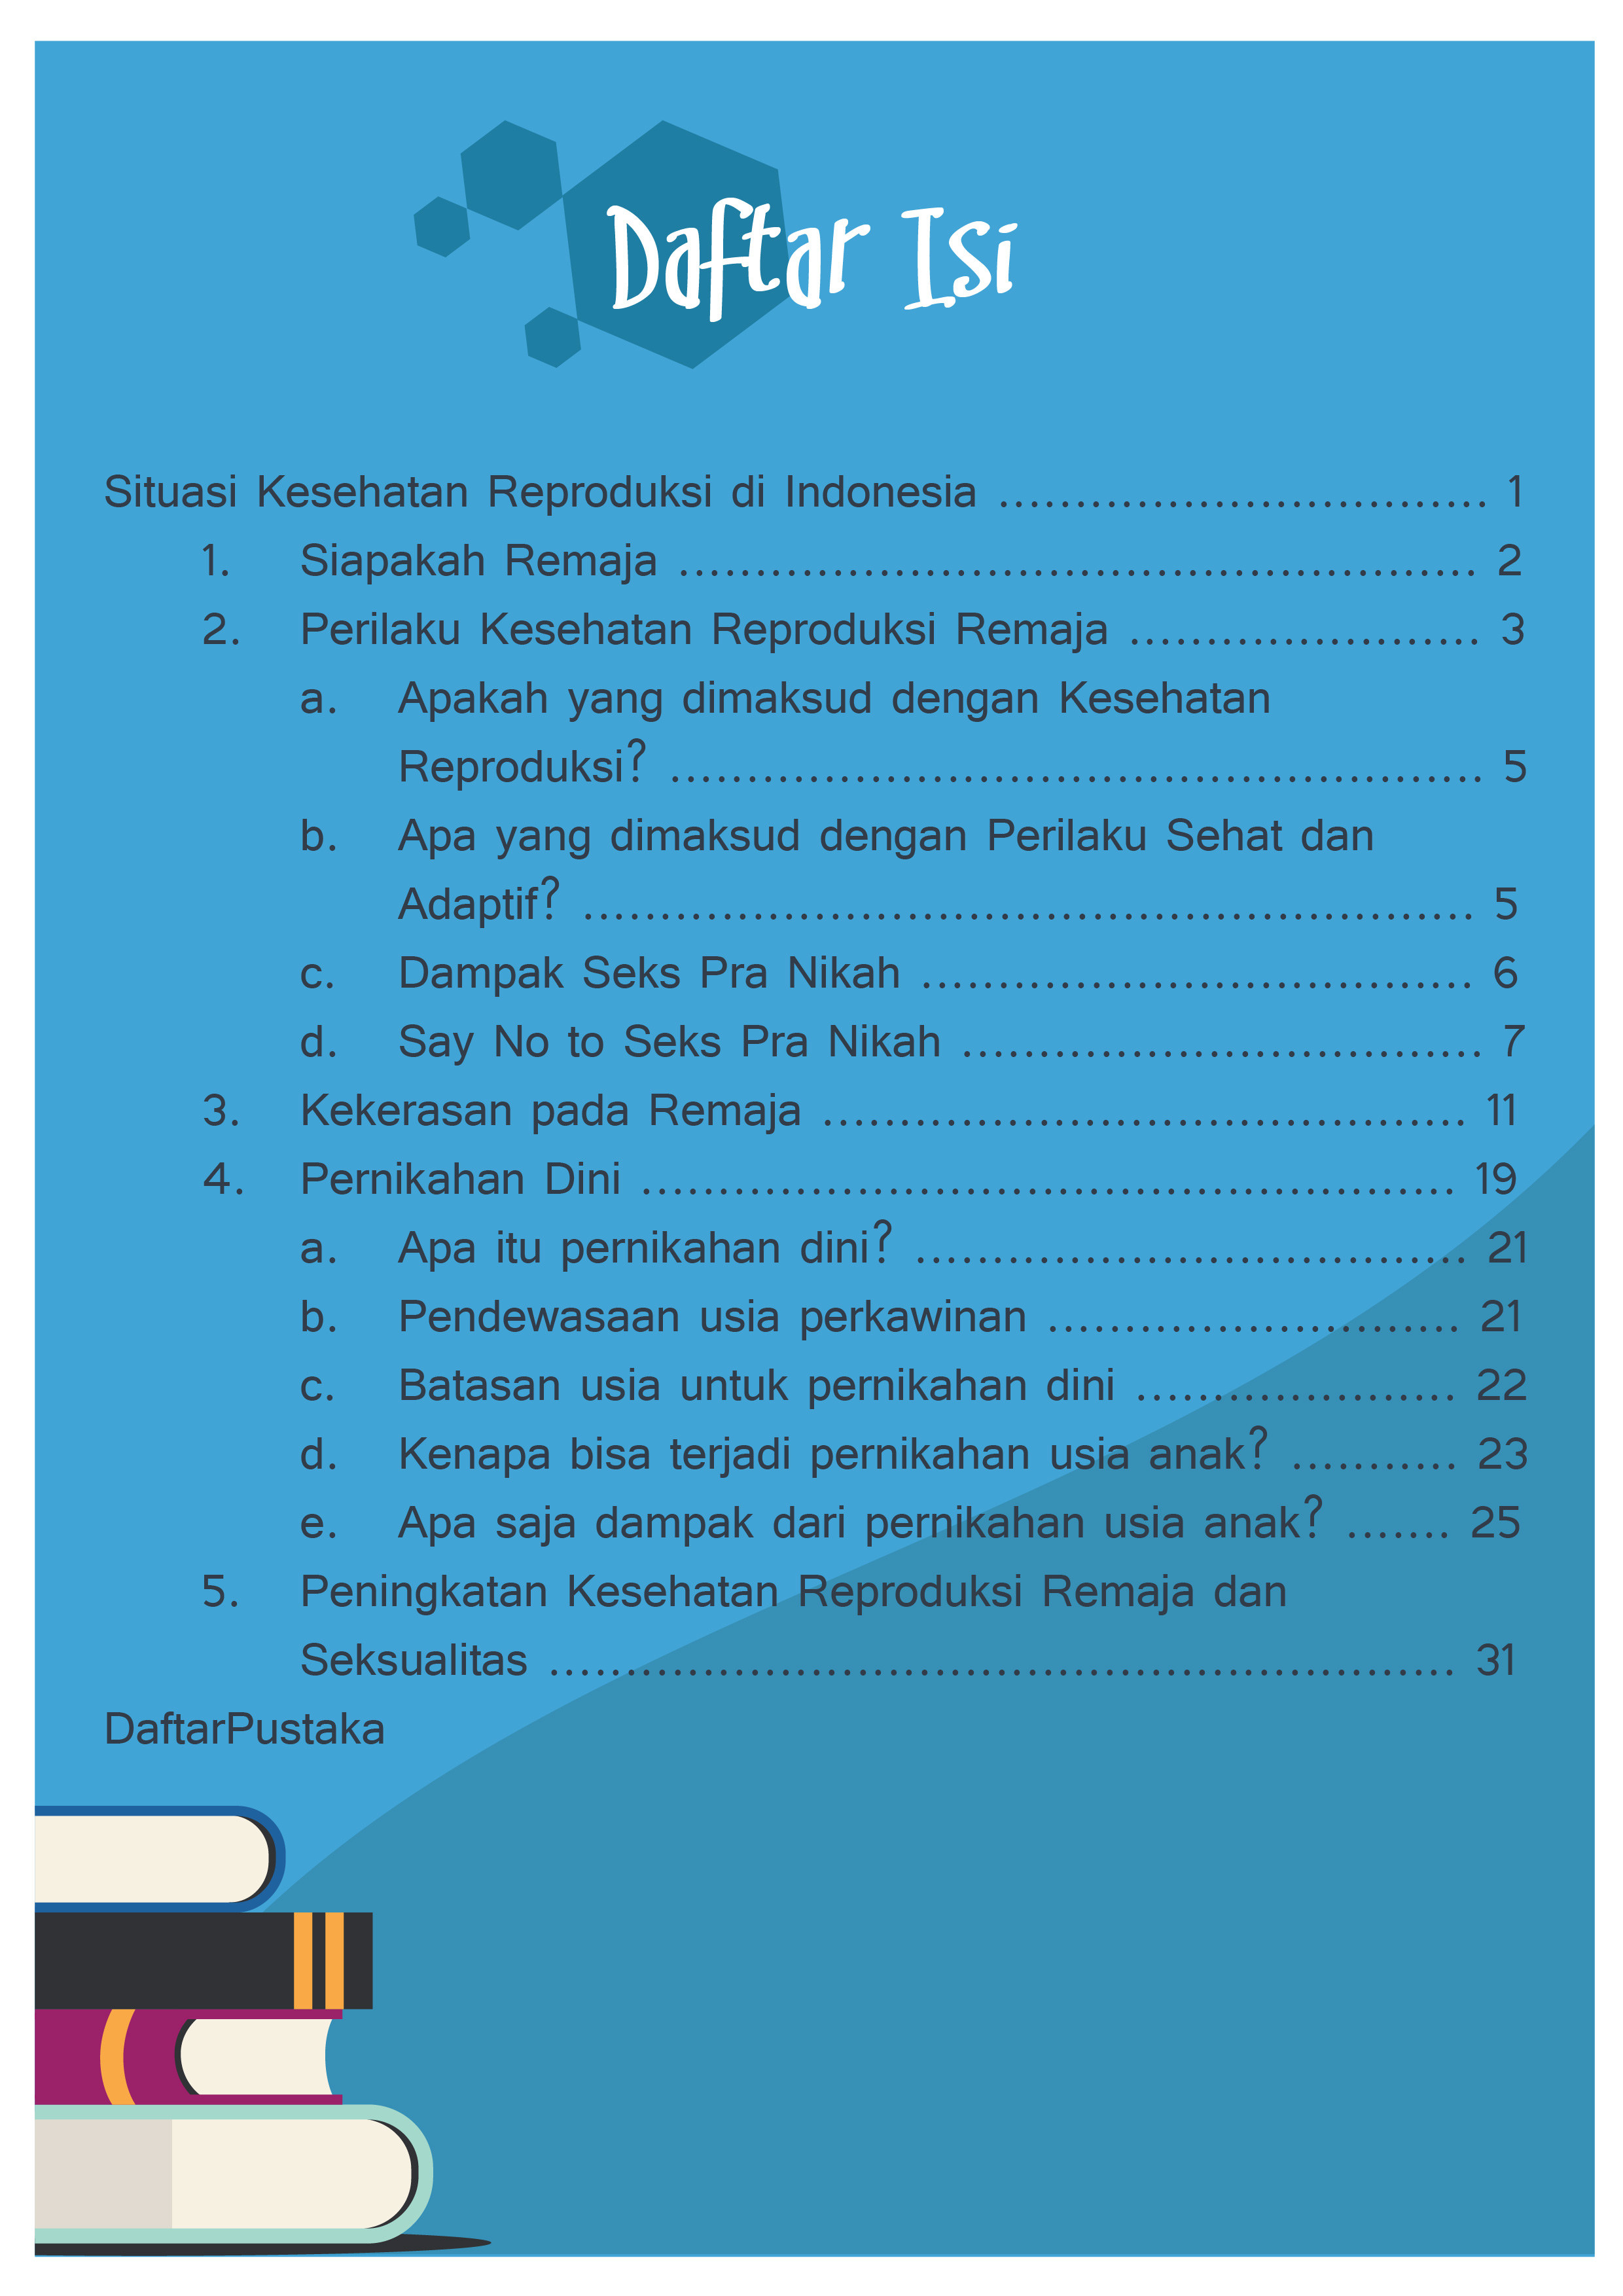 Daftar Isi
Situasi Kesehatan Reproduksi di Indonesia ................................ 1
1. Siapakah Remaja .................................................... 2
2. Perilaku Kesehatan Reproduksi Remaja ....................... 3
a. Apakah yang dimaksud dengan Kesehatan
Reproduksi? ..................................................... 5
b. Apa yang dimaksud dengan Perilaku Sehat dan
Adaptif? .......................................................... 5
c. Dampak Seks Pra Nikah .................................... 6
d. Say No to Seks Pra Nikah .................................. 7
3. Kekerasan pada Remaja .......................................... 11
4. Pernikahan Dini ..................................................... 19
a. Apa itu pernikahan dini? .................................... 21
b. Pendewasaan usia perkawinan ........................... 21
c. Batasan usia untuk pernikahan dini ..................... 22
d. Kenapa bisa terjadi pernikahan usia anak? ........... 23
e. Apa saja dampak dari pernikahan usia anak? ....... 25
5. Peningkatan Kesehatan Reproduksi Remaja dan
Seksualitas ........................................................... 31
DaftarPustaka